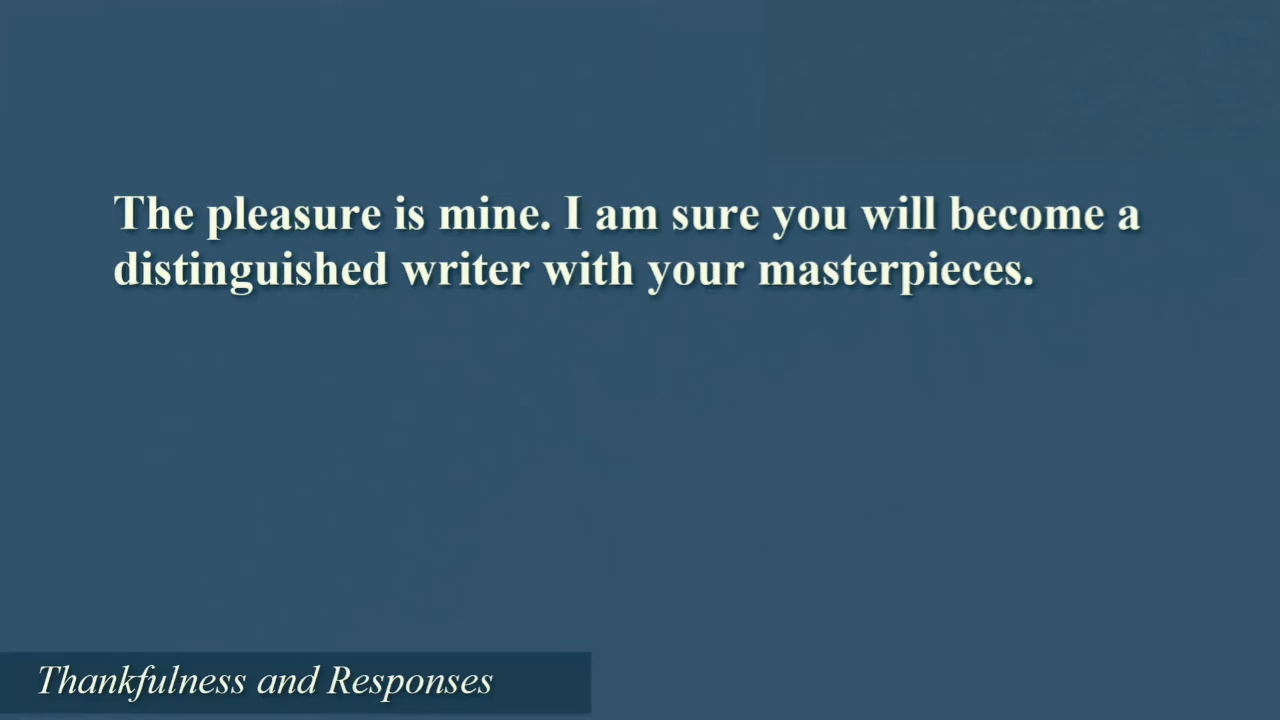 The pleasure is mine. I am sure you will become a
distinguished writer with your masterpieces.
Thankfulness and Responses